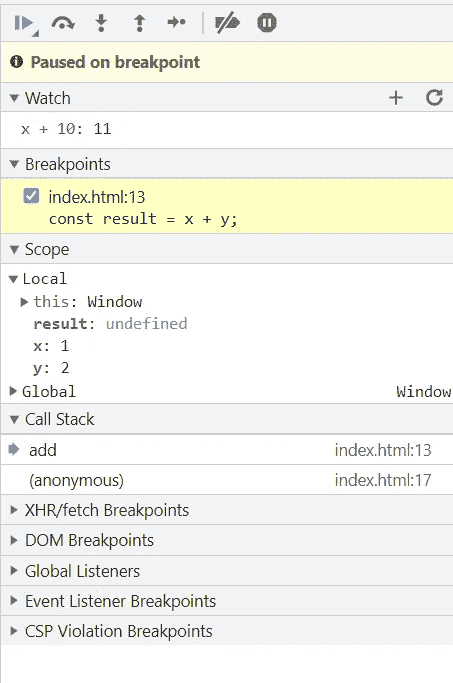 Paused on breakpoint
Watch
x + 10: 11
Breakpoints
index.html:13
const result = x + y;
Scope
Local
this: Window
result: undefined
x: 1
y: 2
Global Window
Call Stack
add index.html:13
(anonymous) index.html:17
XHR/fetch Breakpoints
DOM Breakpoints
Global Listeners
Event Listener Breakpoints
CSP Violation Breakpoints